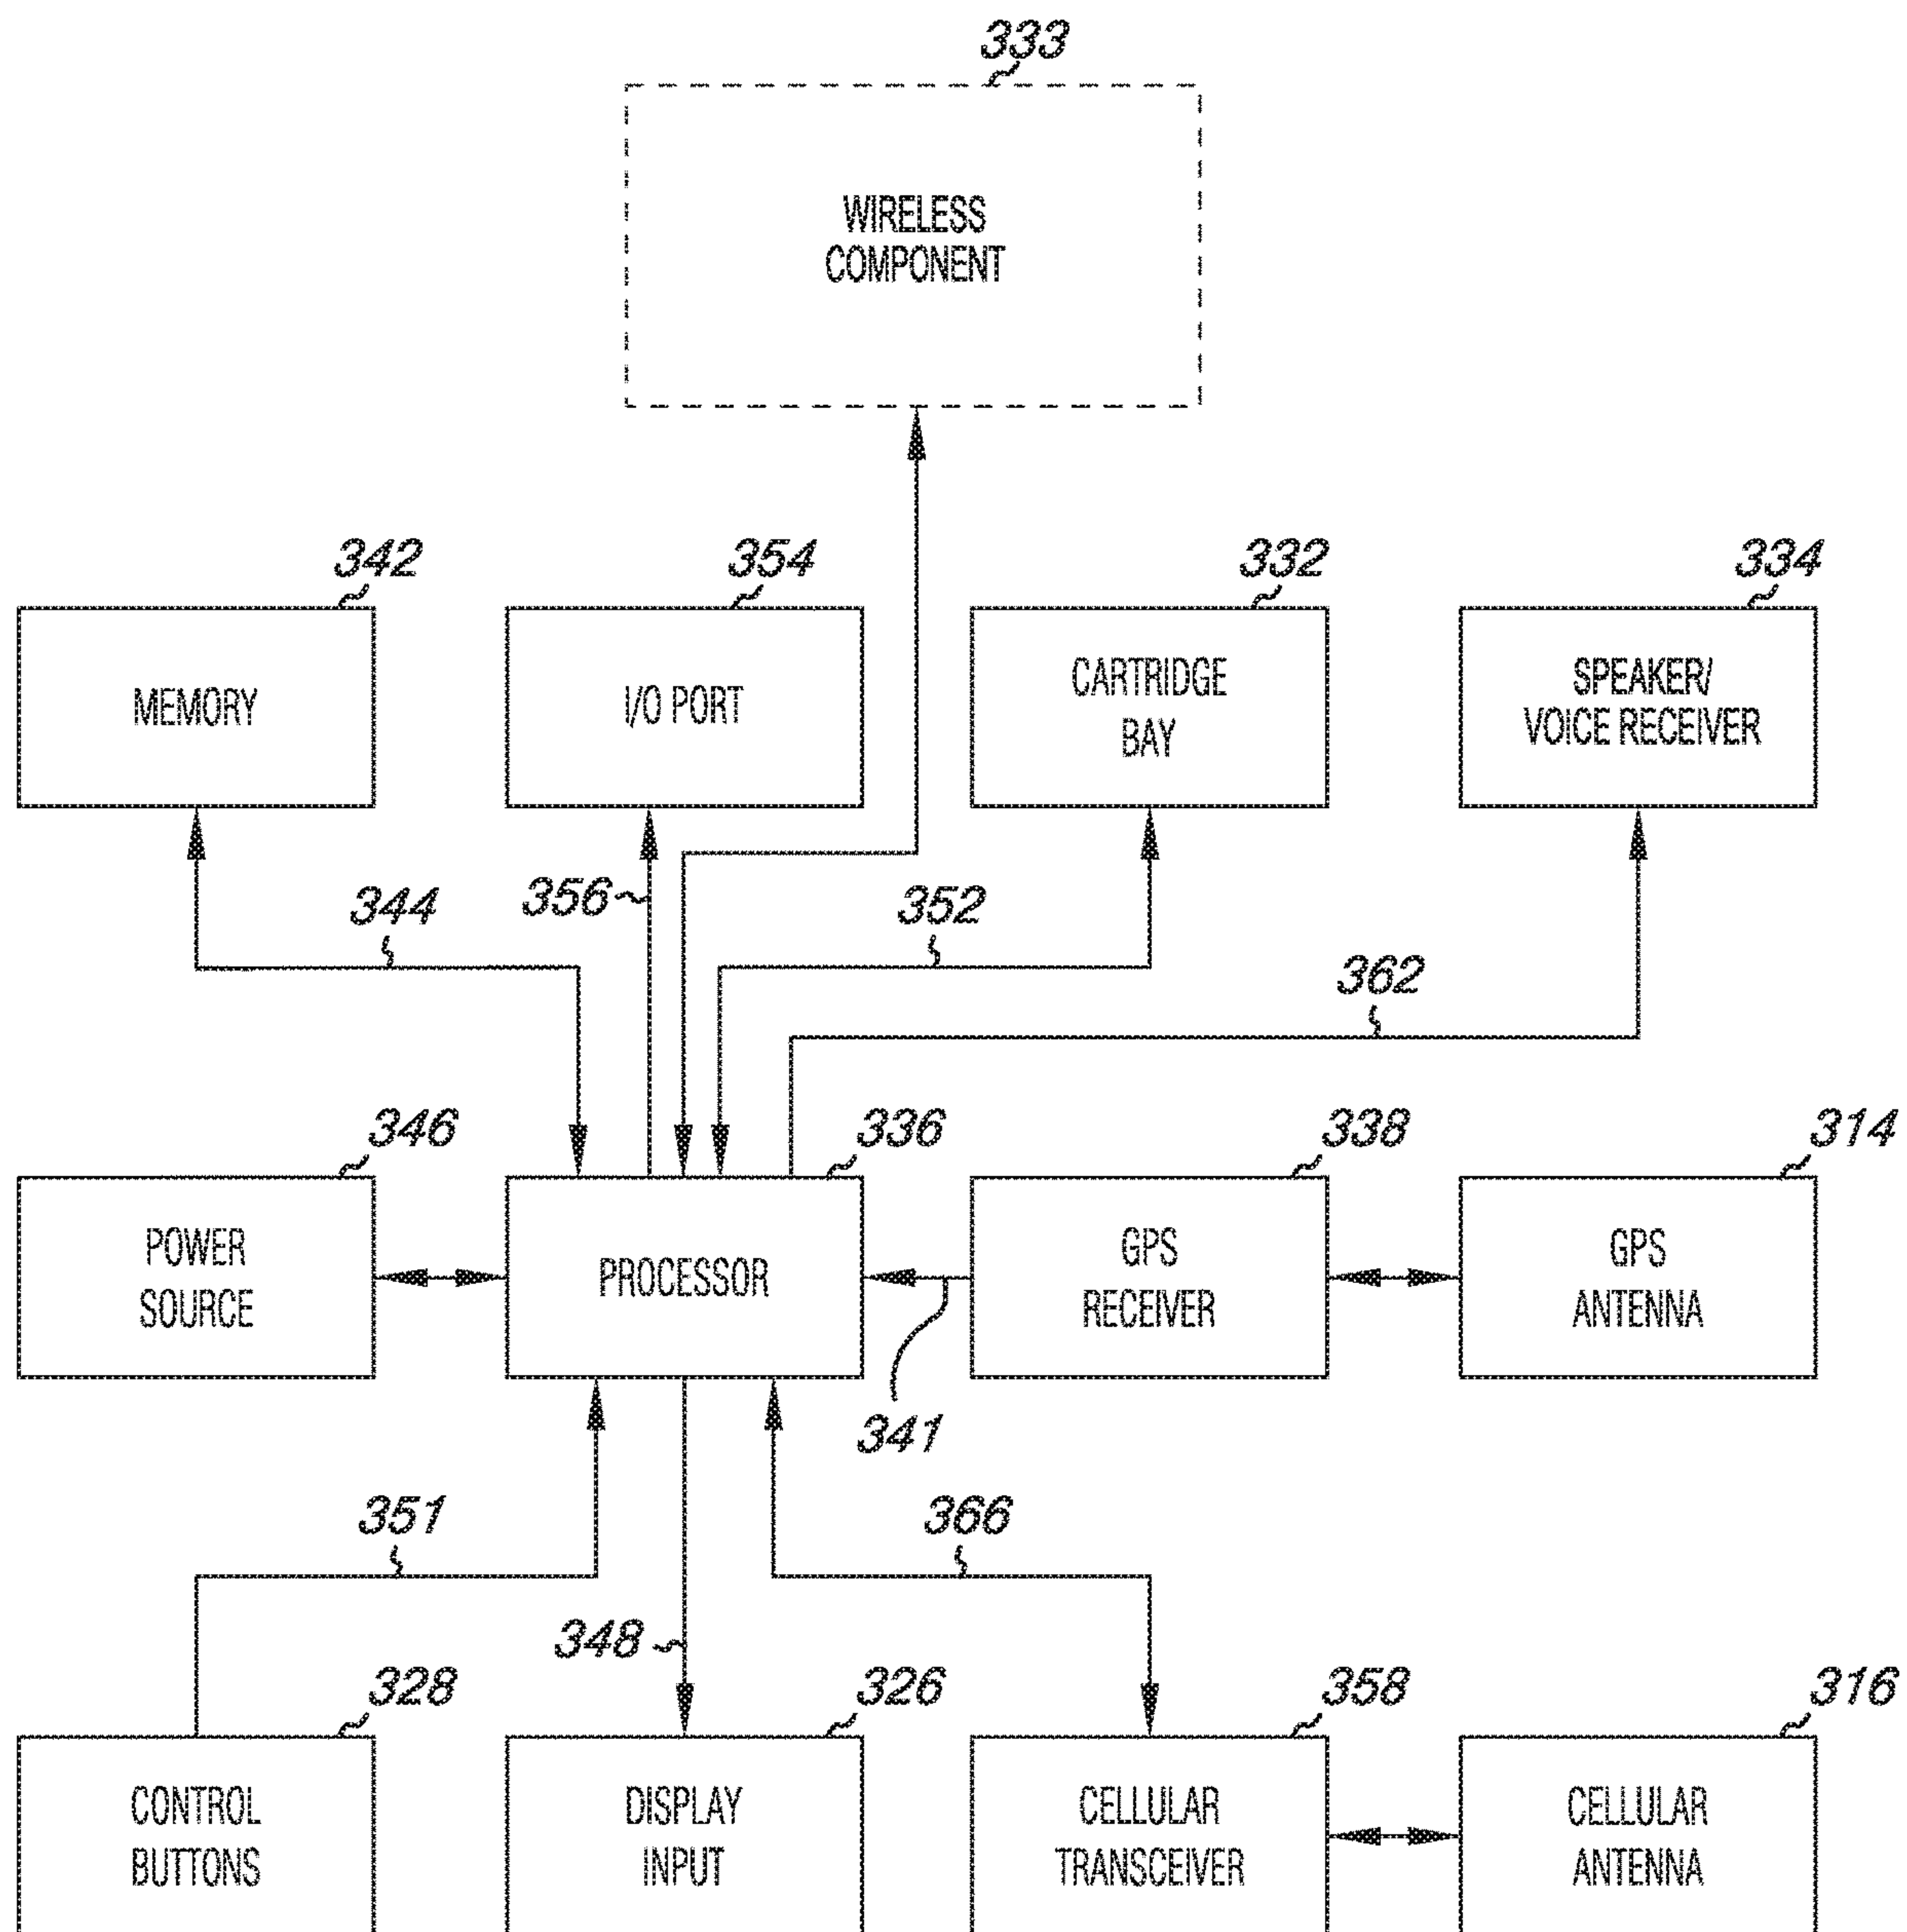 333
WIRELESS
COMPONENT
342
354
332
334
MEMORY
I/O PORT
CARTRIDGE
BAY
SPEAKER/
VOICE RECEIVER
344
356
352
362
346
336
338
314
POWER
SOURCE
PROCESSOR
GPS
RECEIVER
GPS
ANTENNA
341
351
366
348
328
326
358
316
CONTROL
BUTTONS
DISPLAY
INPUT
CELLULAR
TRANSCEIVER
CELLULAR
ANTENNA